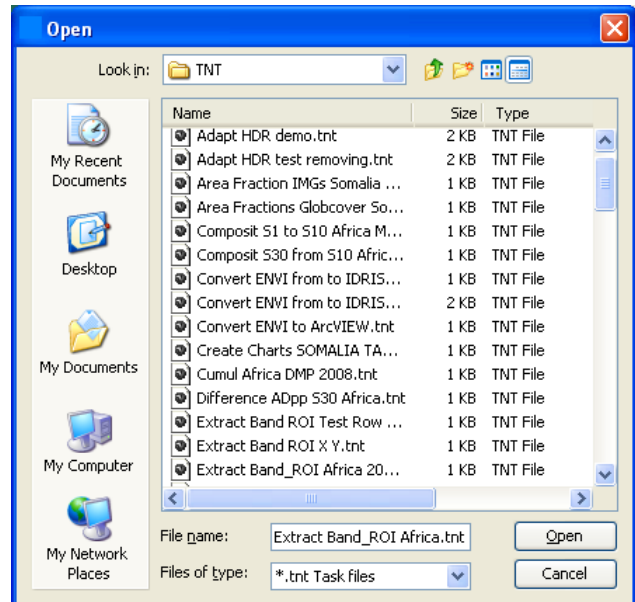 Open
Look in: TNT
Name Size Type
Adapt HDR demo.tnt 2 KB TNT File
Adapt HDR test removing.tnt 2 KB TNT File
Area Fraction IMGs Somalia ... 1 KB TNT File
Area Fractions Globcover So... 1 KB TNT File
Composit S1 to S10 Africa M... 1 KB TNT File
Composit S30 from S10 Afric... 1 KB TNT File
Convert ENVI from to IDRIS... 1 KB TNT File
Convert ENVI from to IDRIS... 2 KB TNT File
Convert ENVI to ArcVIEW.tnt 1 KB TNT File
Create Charts SOMALIA TA... 1 KB TNT File
Cumul Africa DMP 2008.tnt 1 KB TNT File
Difference ADpp S30 Africa.tnt 1 KB TNT File
Extract Band ROI Test Row ... 1 KB TNT File
Extract Band ROI X Y.tnt 1 KB TNT File
Extract Band_ROI Africa 20... 1 KB TNT File
My Recent
Documents
Desktop
My Documents
My Computer
My Network
Places
File name: Extract Band_ROI Africa.tnt Open
Files of type: *.tnt Task files Cancel